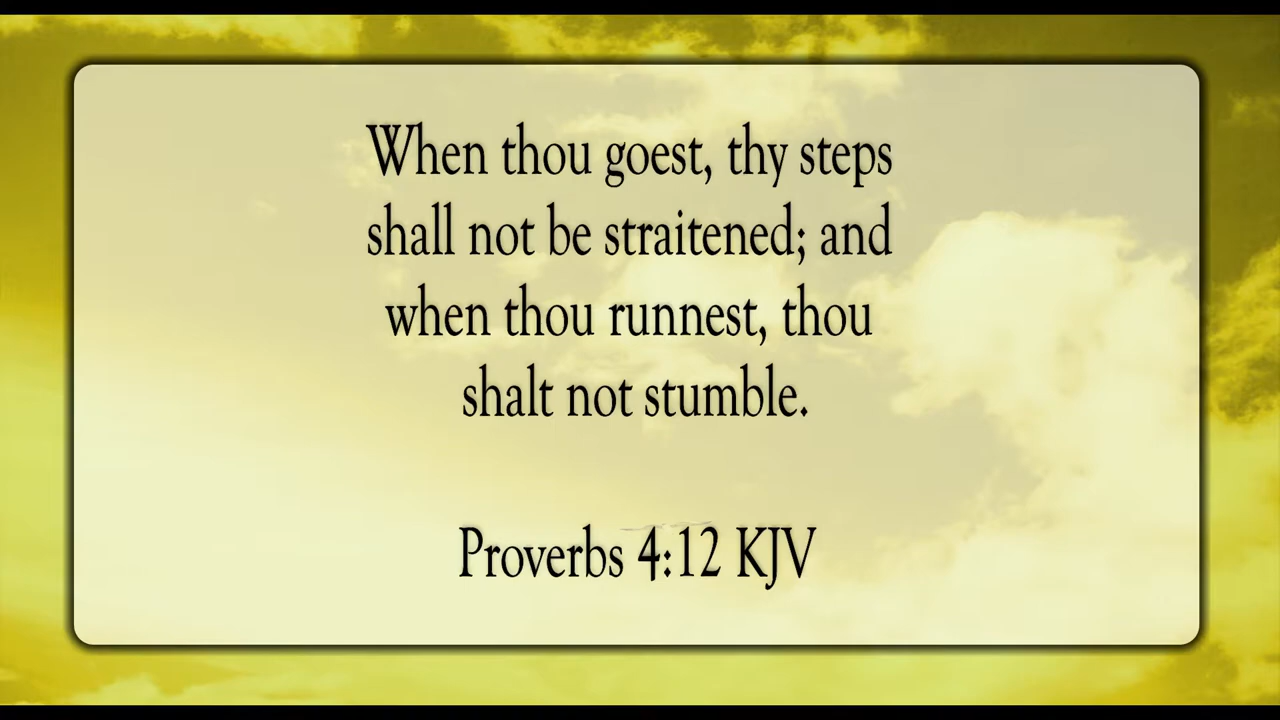 When thou goest, thy steps
shall not be straitened; and
when thou runnest, thou
shalt not stumble.
Proverbs 4:12 KJV